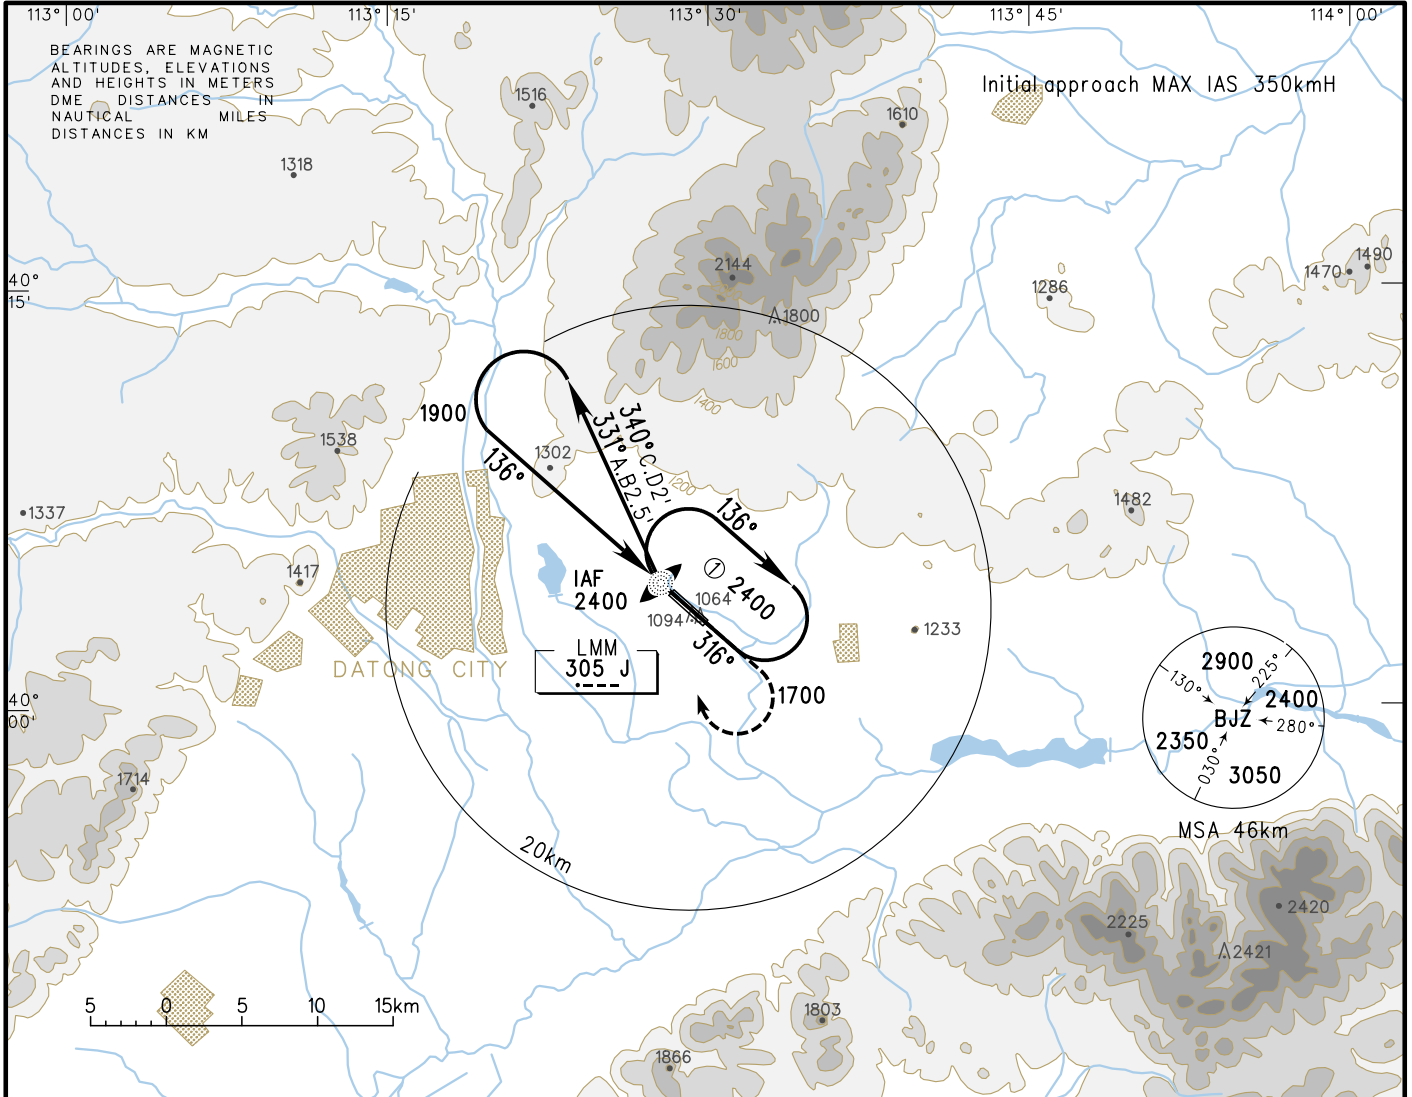 113° 00'
113° 15'
113° 30'
113° 45'
114° 00'
BEARINGS ARE MAGNETIC
ALTITUDES, ELEVATIONS
AND HEIGHTS IN METERS
DME DISTANCES IN
NAUTICAL MILES
DISTANCES IN KM
Initial approach MAX IAS 350kmH
1516
1610
1318
2144
1490
1470
40°
15'
1286
1800
1800
1600
1400
1900
340° C.D2'
331° A.B2.5'
1538
136°
1302
1200
1482
1337
136°
1417
IAF
2400
① 2400
1064
1094
316°
1233
LMM
305 J
DATONG CITY
1700
40°
00'
2900
225°
130°
2400
BJZ
280°
2350
030°
3050
MSA 46km
1714
20km
2420
2225
2421
5 0 5 10 15km
1803
1866